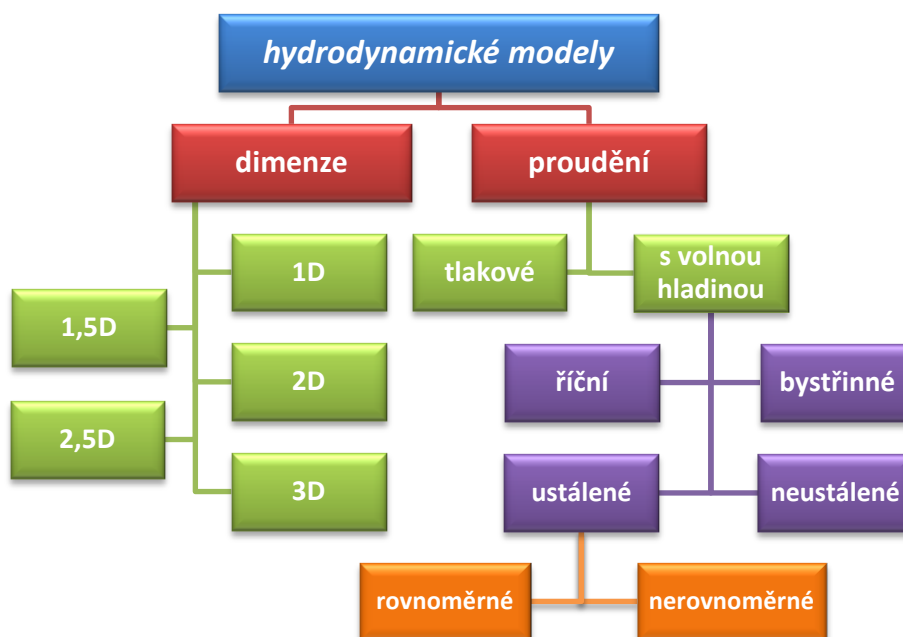 hydrodynamické modely
dimenze
proudění
1D
tlakové
s volnou
hladinou
1,5D
2D
říční
bystřinné
2,5D
3D
ustálené
neustálené
rovnoměrné
nerovnoměrné